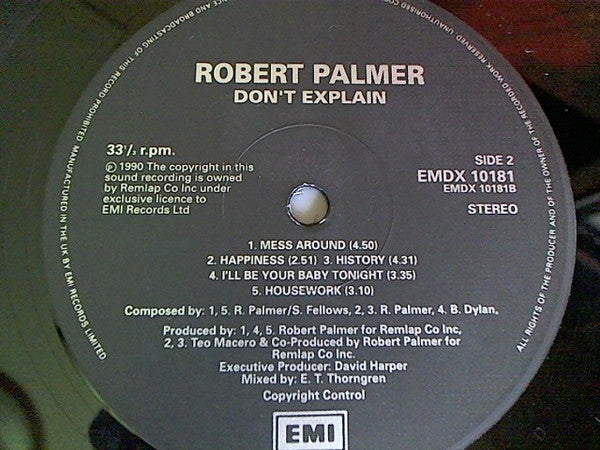 ROBERT PALMER
DON'T EXPLAIN
33⅓ r.p.m.
℗ 1990 The copyright in this
sound recording is owned
by Remlap Co Inc under
exclusive licence to
EMI Records Ltd
SIDE 2
EMDX 10181
EMDX 10181B
STEREO
1. MESS AROUND (4.50)
2. HAPPINESS (2.51) 3. HISTORY (4.31)
4. I'LL BE YOUR BABY TONIGHT (3.35)
5. HOUSEWORK (3.10)
Composed by: 1, 5. R. Palmer/S. Fellows, 2, 3. R. Palmer, 4. B. Dylan.
Produced by: 1, 4, 5. Robert Palmer for Remlap Co Inc,
2, 3. Teo Macero & Co-Produced by Robert Palmer for
Remlap Co Inc.
Executive Producer: David Harper
Mixed by: E. T. Thorngren
Copyright Control
EMI
ALL RIGHTS OF THE PRODUCER AND OF THE OWNER OF THE RECORDED WORK RESERVED. UNAUTHORISED
AND BROADCASTING OF THIS RECORD PROHIBITED. MANUFACTURED IN THE UK BY EMI RECORDS LIMITED.